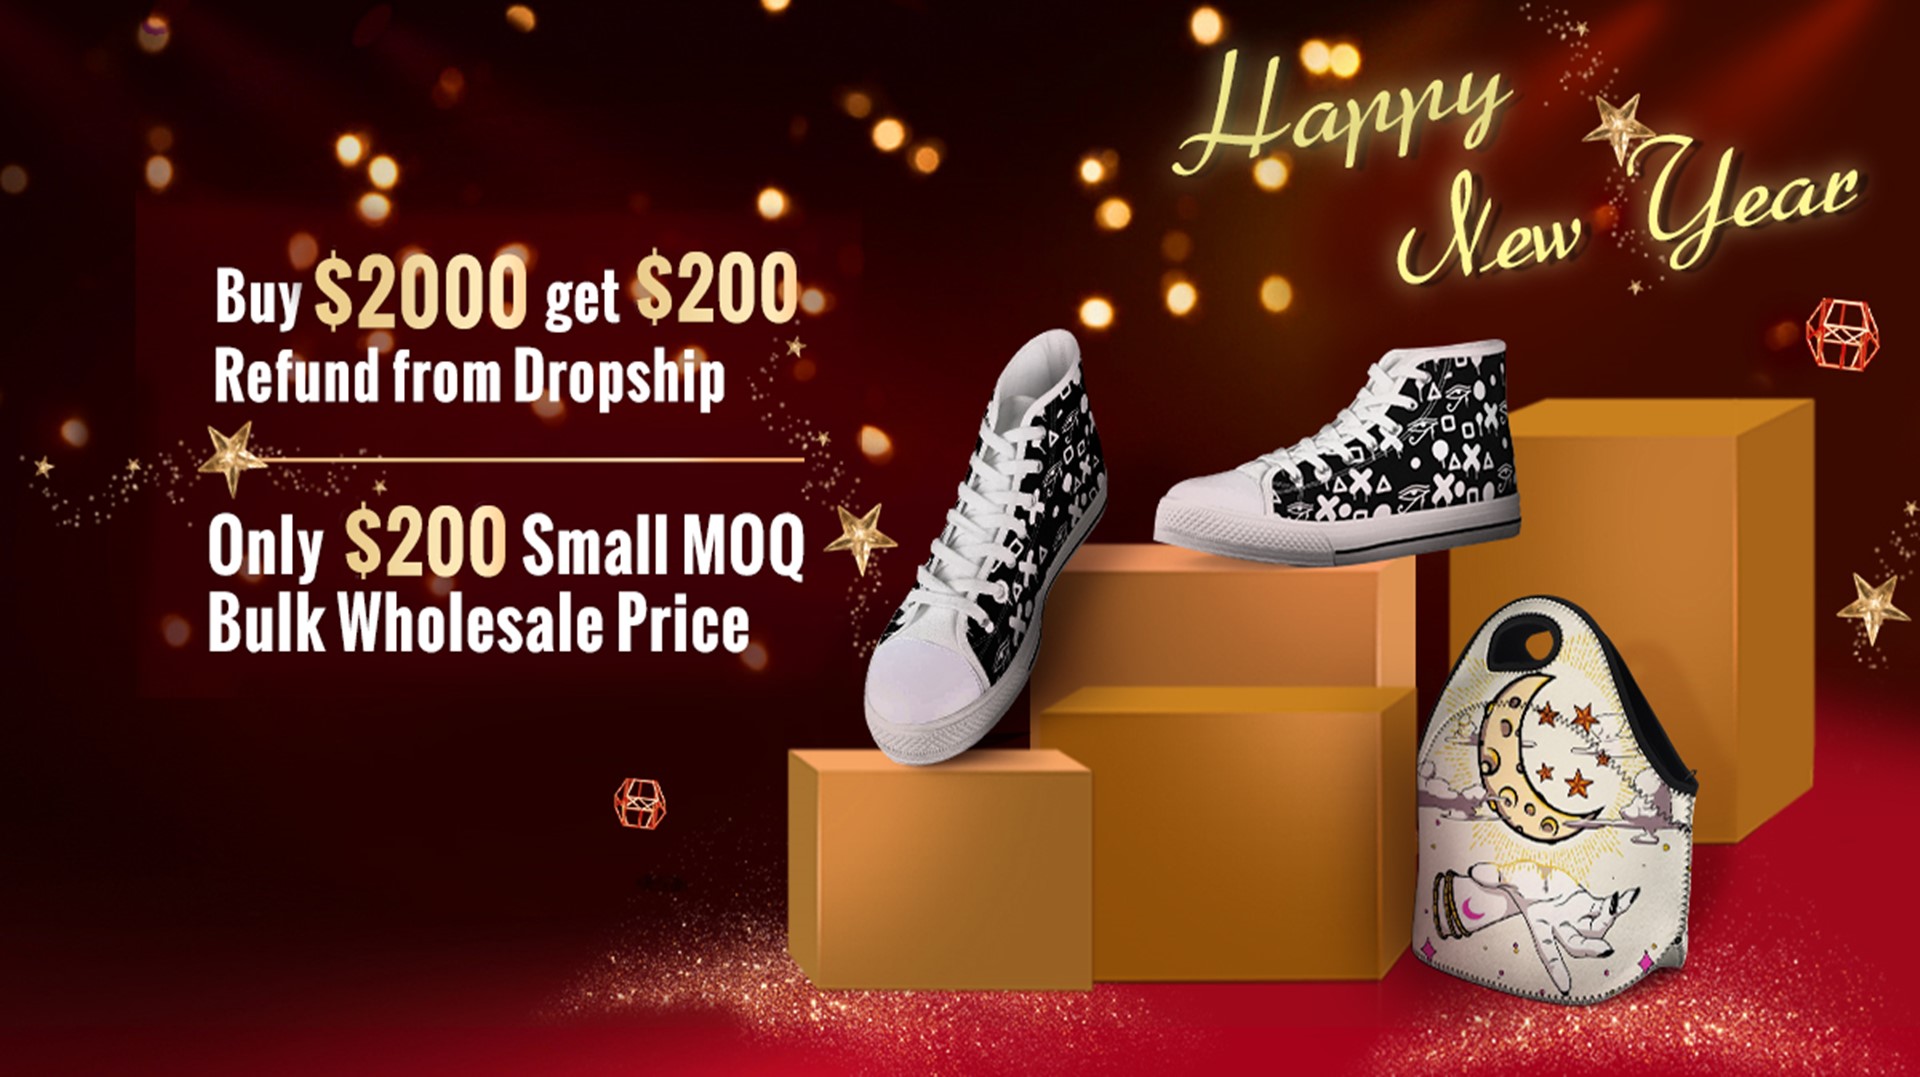 Happy
New Year
Buy $2000 get $200
Refund from Dropship
Only $200 Small MOQ
Bulk Wholesale Price